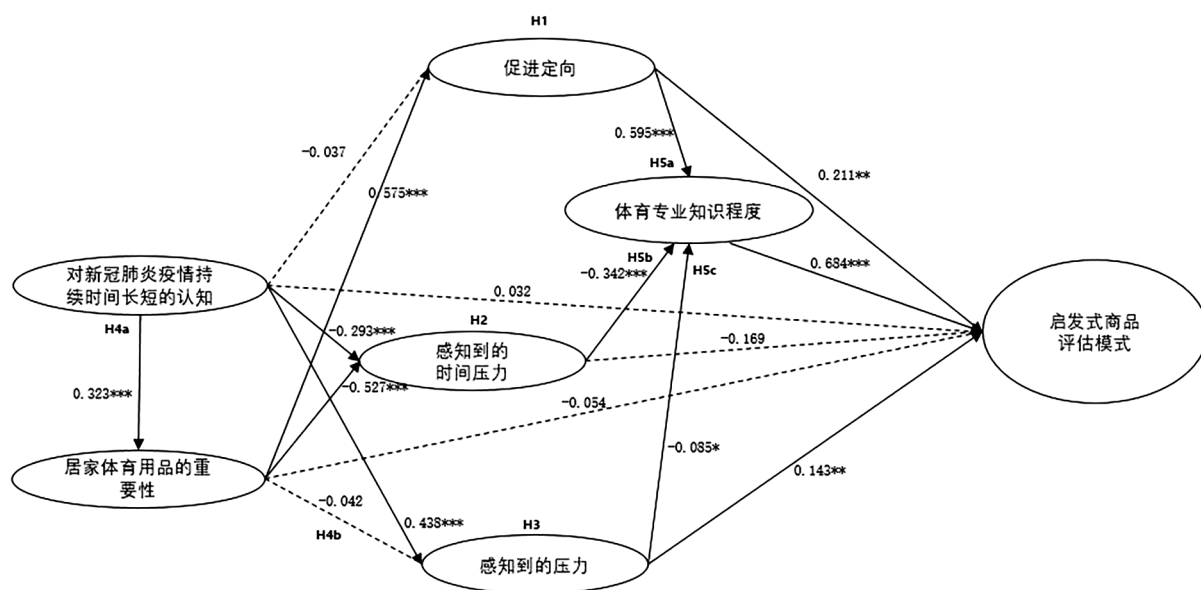 H1
促进定向
-0.037
0.595***
H5a
0.575***
0.211**
体育专业知识程度
对新冠肺炎疫情持
续时间长短的认知
H5b
-0.342***
H5c
0.684***
0.032
H4a
-0.293***
H2
感知到的
时间压力
-0.169
启发式商品
评估模式
0.323***
-0.527***
-0.054
居家体育用品的重
要性
-0.042
-0.085*
0.143**
H4b
0.438***
H3
感知到的压力